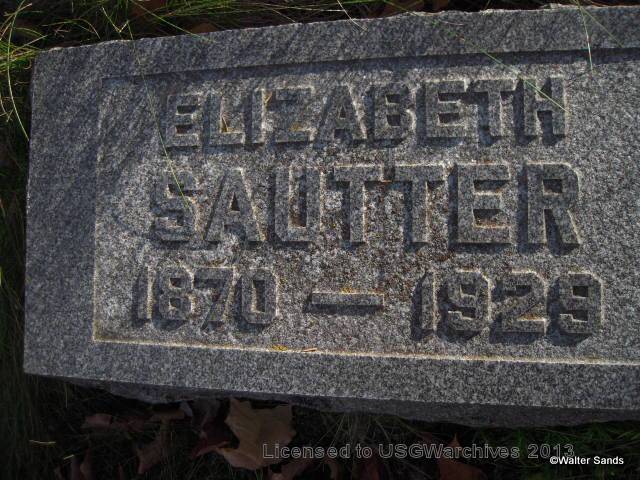 ELIZABETH
SAUTTER
1870 — 1929
Licensed to USGWarchives 2013
©Walter Sands